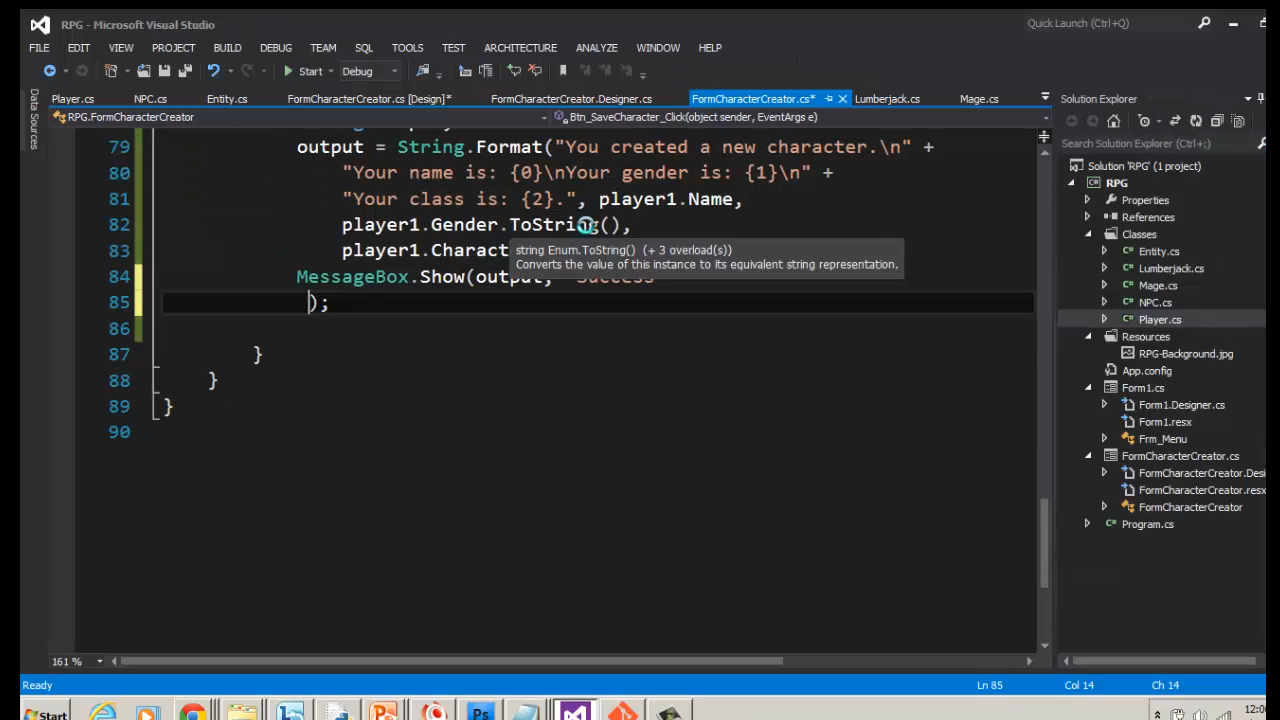 RPG - Microsoft Visual Studio
Quick Launch (Ctrl+Q)
FILE EDIT VIEW PROJECT BUILD DEBUG TEAM SQL TOOLS TEST ARCHITECTURE ANALYZE WINDOW HELP
Start Debug
Player.cs NPC.cs Entity.cs FormCharacterCreator.cs [Design]* FormCharacterCreator.Designer.cs FormCharacterCreator.cs* Lumberjack.cs Mage.cs
RPG.FormCharacterCreator Btn_SaveCharacter_Click(object sender, EventArgs e)
Data Sources
79 output = String.Format("You created a new character.\n" +
80 "Your name is: {0}\nYour gender is: {1}\n" +
81 "Your class is: {2}.", player1.Name,
82 player1.Gender.ToString(),
83 player1.Charact
string Enum.ToString() (+ 3 overload(s))
Converts the value of this instance to its equivalent string representation.
84 MessageBox.Show(output, "Success"
85 );
86
87 }
88 }
89 }
90
161 %
Solution Explorer
Search Solution Explorer (Ctrl+;)
Solution 'RPG' (1 project)
RPG
Properties
References
Classes
Entity.cs
Lumberjack.cs
Mage.cs
NPC.cs
Player.cs
Resources
RPG-Background.jpg
App.config
Form1.cs
Form1.Designer.cs
Form1.resx
Frm_Menu
FormCharacterCreator.cs
FormCharacterCreator.Des
FormCharacterCreator.resx
FormCharacterCreator
Program.cs
Ready Ln 85 Col 14 Ch 14
Start
Ps